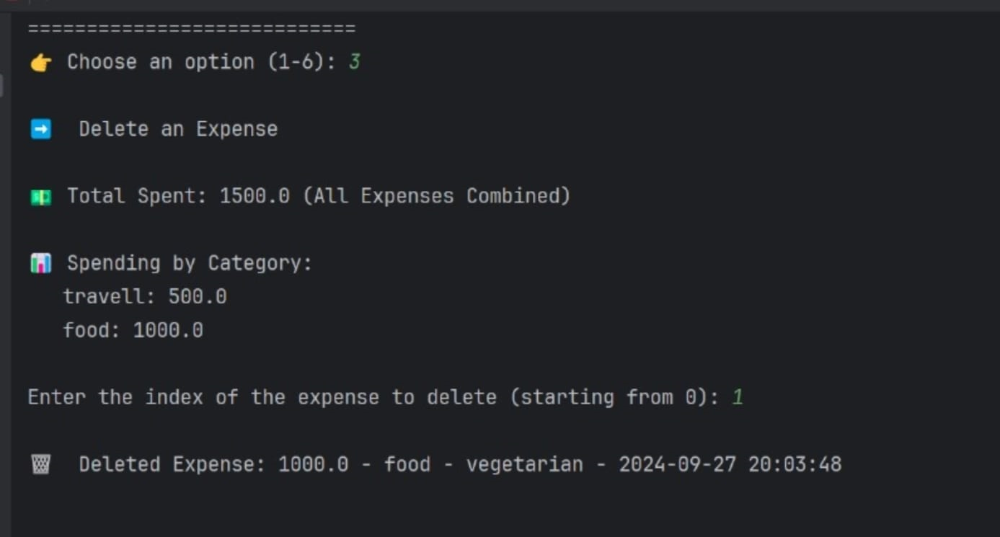 ============================
👉 Choose an option (1-6): 3
➡️ Delete an Expense
💵 Total Spent: 1500.0 (All Expenses Combined)
📊 Spending by Category:
travell: 500.0
food: 1000.0
Enter the index of the expense to delete (starting from 0): 1
🗑️ Deleted Expense: 1000.0 - food - vegetarian - 2024-09-27 20:03:48